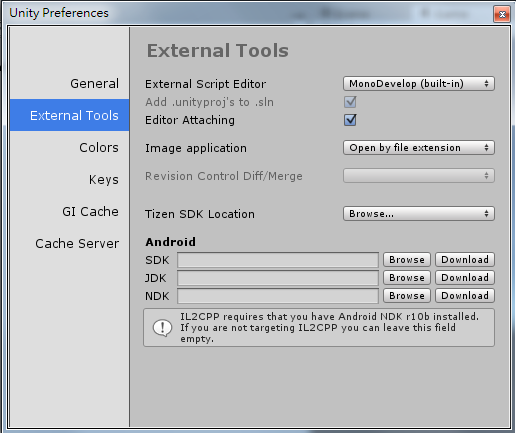 Unity Preferences
External Tools
General
External Tools
Colors
Keys
GI Cache
Cache Server
External Script Editor MonoDevelop (built-in)
Add .unityproj's to .sln
Editor Attaching
Image application Open by file extension
Revision Control Diff/Merge
Tizen SDK Location Browse...
Android
SDK Browse Download
JDK Browse Download
NDK Browse Download
IL2CPP requires that you have Android NDK r10b installed.
If you are not targeting IL2CPP you can leave this field
empty.